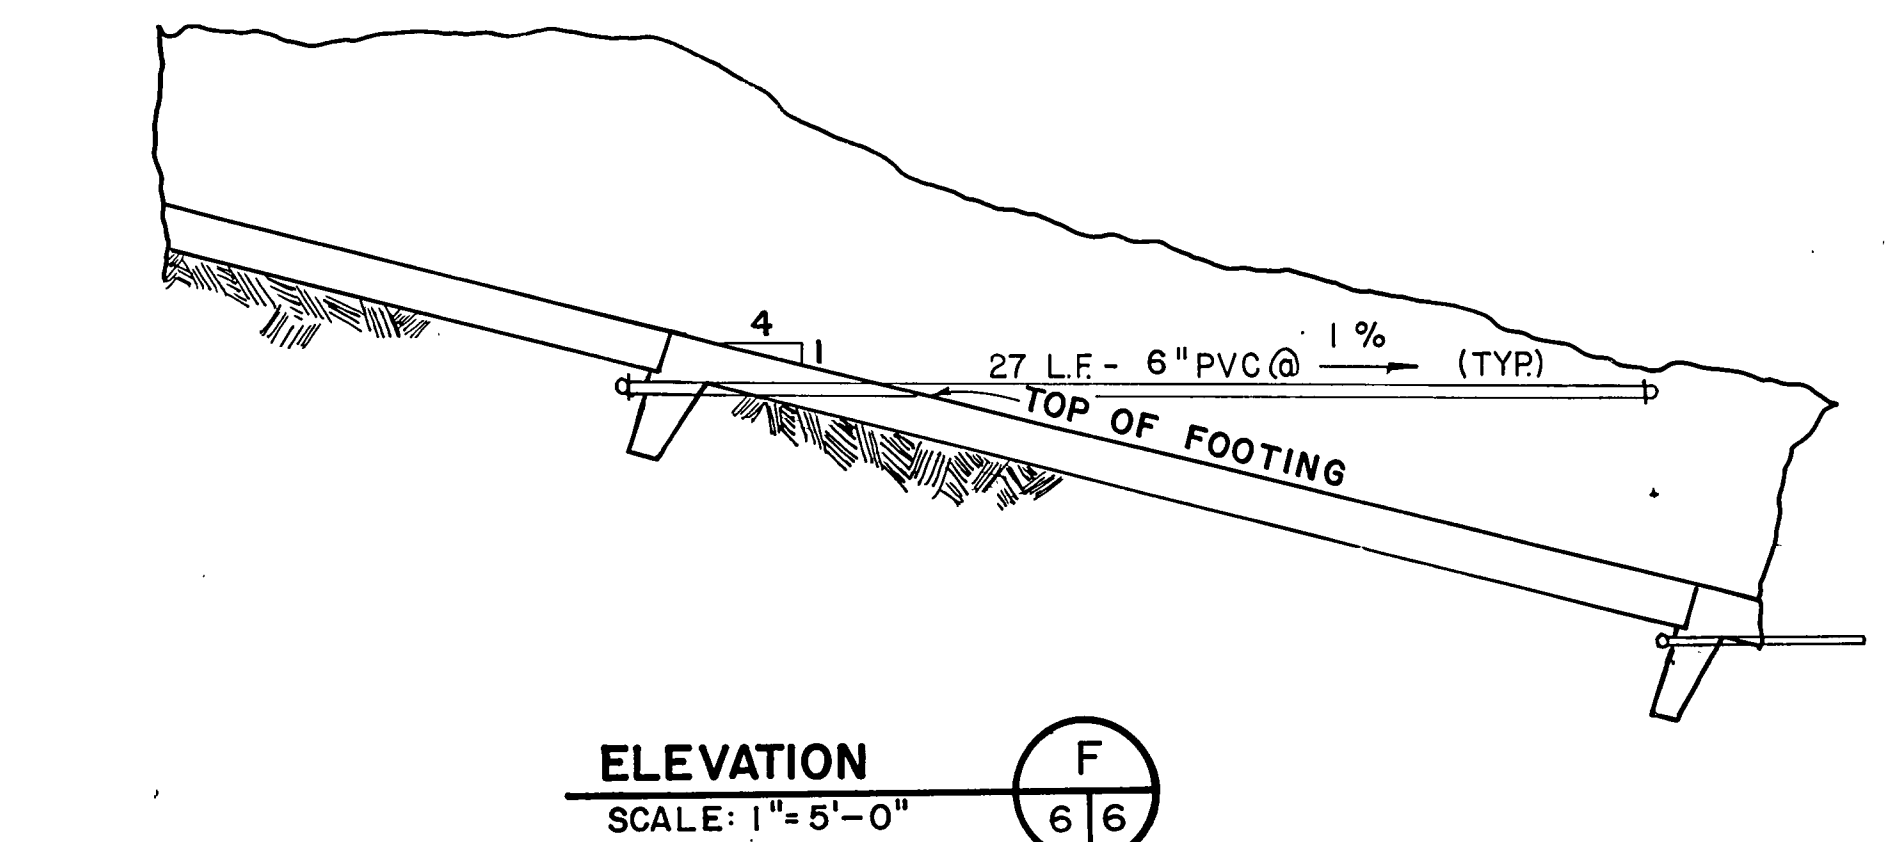 4
1
1 %
27 L.F. - 6" PVC @ (TYP.)
TOP OF FOOTING
ELEVATION
SCALE: 1" = 5'-0"
F
6 6